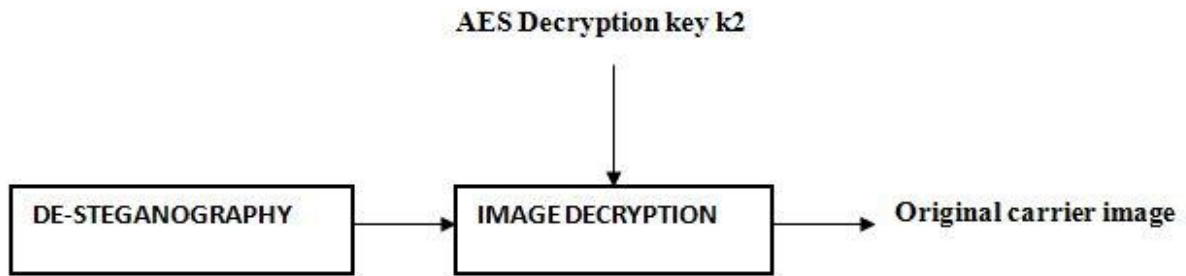 AES Decryption key k2
DE-STEGANOGRAPHY
IMAGE DECRYPTION
Original carrier image